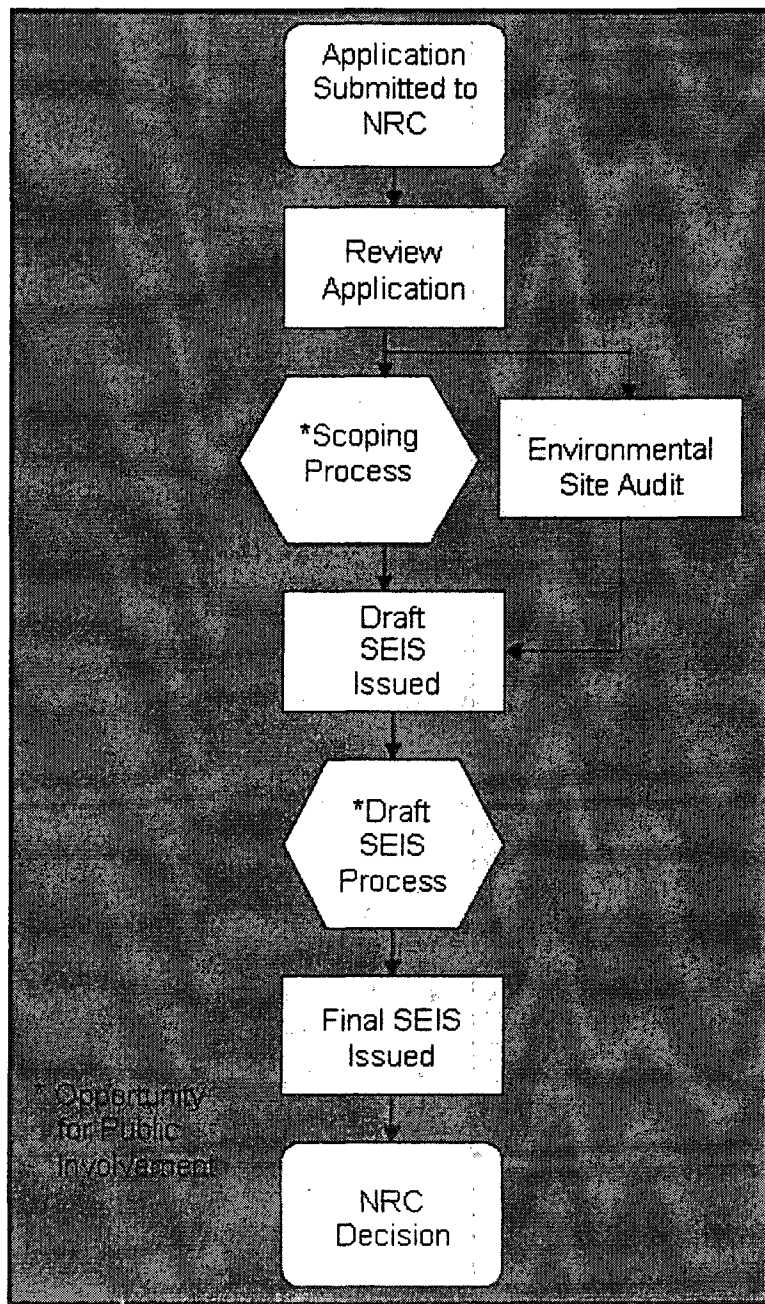 Application
Submitted to
NRC
Review
Application
*Scoping
Process
Environmental
Site Audit
Draft
SEIS
Issued
*Draft
SEIS
Process
Final SEIS
Issued
* Opportunity
for Public
Involvement
NRC
Decision